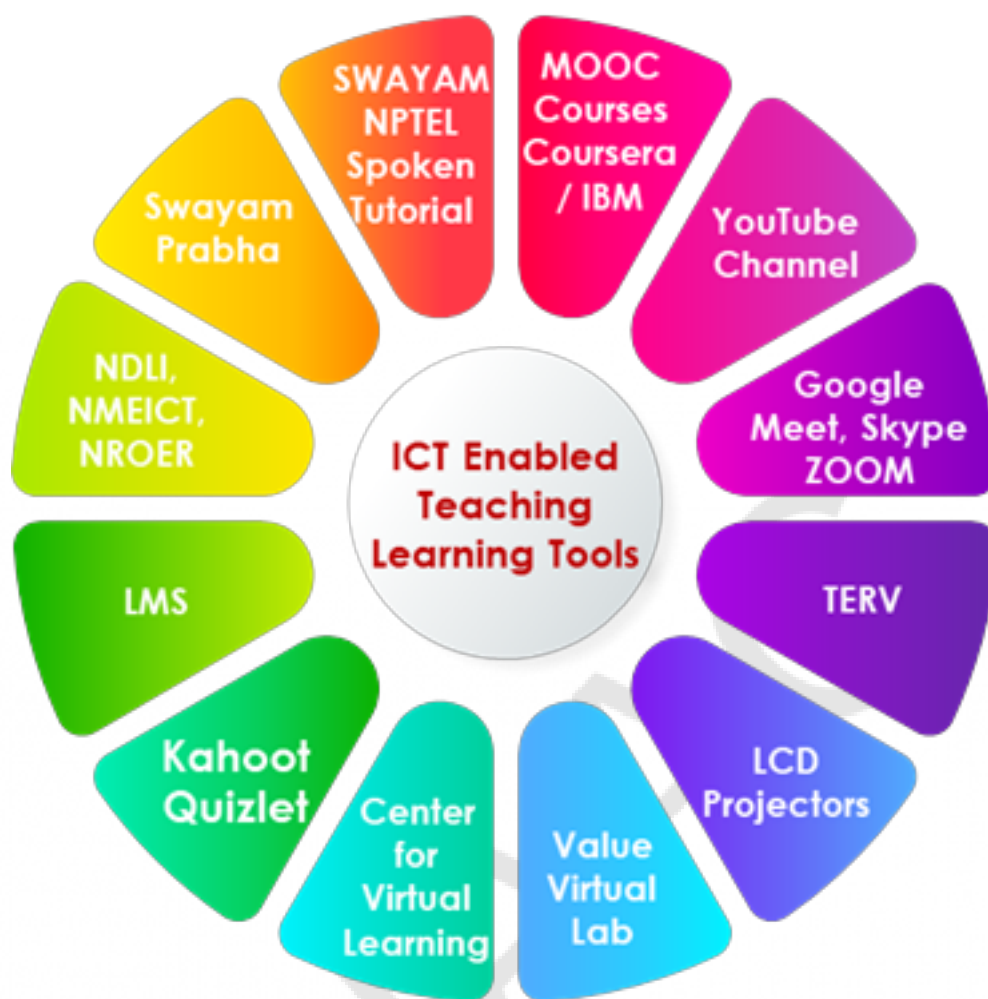 ICT Enabled
Teaching
Learning Tools
MOOC
Courses
Coursera
/ IBM
YouTube
Channel
Google
Meet, Skype
ZOOM
TERV
LCD
Projectors
Value
Virtual
Lab
Center
for
Virtual
Learning
Kahoot
Quizlet
LMS
NDLI,
NMEICT,
NROER
Swayam
Prabha
SWAYAM
NPTEL
Spoken
Tutorial